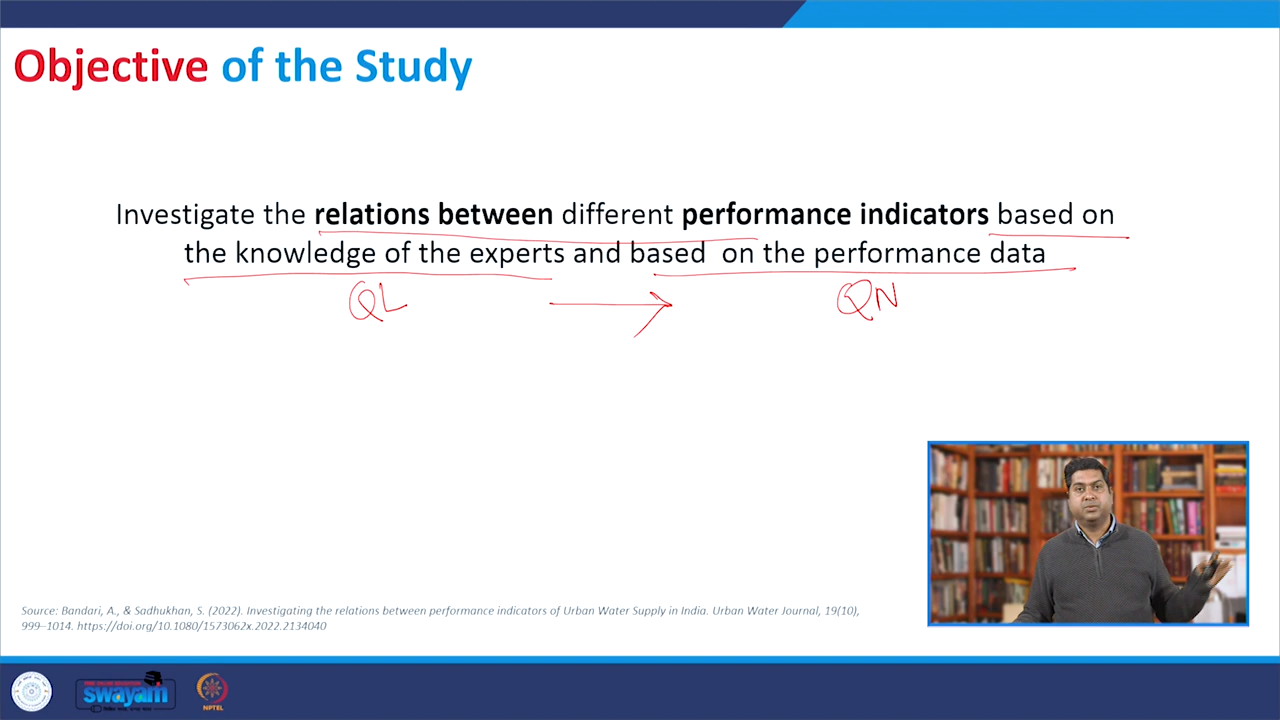 Objective of the Study
Investigate the relations between different performance indicators based on
the knowledge of the experts and based on the performance data
QL
QN
Source: Bandari, A., & Sadhukhan, S. (2022). Investigating the relations between performance indicators of Urban Water Supply in India. Urban Water Journal, 19(10),
999–1014. https://doi.org/10.1080/1573062x.2022.2134040
FREE ONLINE EDUCATION
swayam
NPTEL